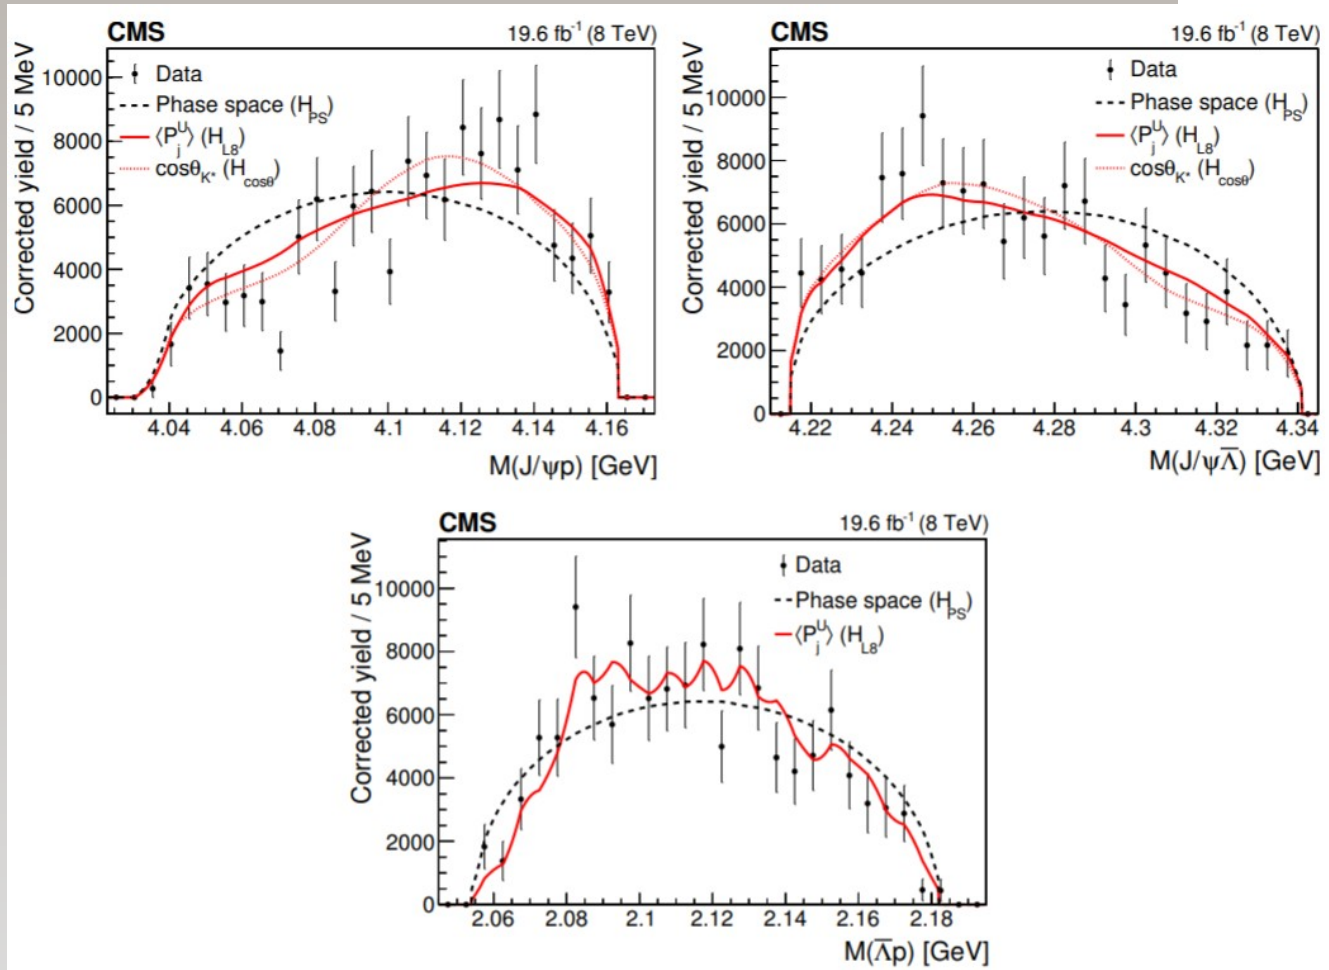 CMS 19.6 fb⁻¹ (8 TeV)
Corrected yield / 5 MeV
10000
8000
6000
4000
2000
0
Data
Phase space (H_PS)
⟨P_j^U⟩ (H_L8)
cosθ_K* (H_cosθ)
4.04 4.06 4.08 4.1 4.12 4.14 4.16
M(J/ψp) [GeV]
CMS 19.6 fb⁻¹ (8 TeV)
Corrected yield / 5 MeV
10000
8000
6000
4000
2000
0
Data
Phase space (H_PS)
⟨P_j^U⟩ (H_L8)
cosθ_K* (H_cosθ)
4.22 4.24 4.26 4.28 4.3 4.32 4.34
M(J/ψΛ̅) [GeV]
CMS 19.6 fb⁻¹ (8 TeV)
Corrected yield / 5 MeV
10000
8000
6000
4000
2000
0
Data
Phase space (H_PS)
⟨P_j^U⟩ (H_L8)
2.06 2.08 2.1 2.12 2.14 2.16 2.18
M(Λ̅p) [GeV]